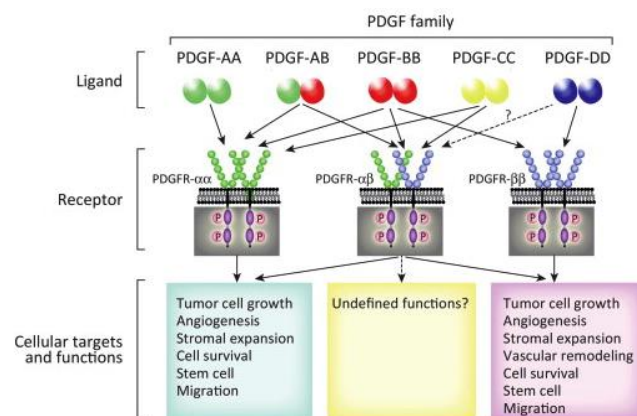 PDGF family
PDGF-AA PDGF-AB PDGF-BB PDGF-CC PDGF-DD
Ligand
?
PDGFR-αα PDGFR-αβ PDGFR-ββ
Receptor
P P P P P P
P P P P P P
Cellular targets
and functions
Tumor cell growth
Angiogenesis
Stromal expansion
Cell survival
Stem cell
Migration
Undefined functions?
Tumor cell growth
Angiogenesis
Stromal expansion
Vascular remodeling
Cell survival
Stem cell
Migration